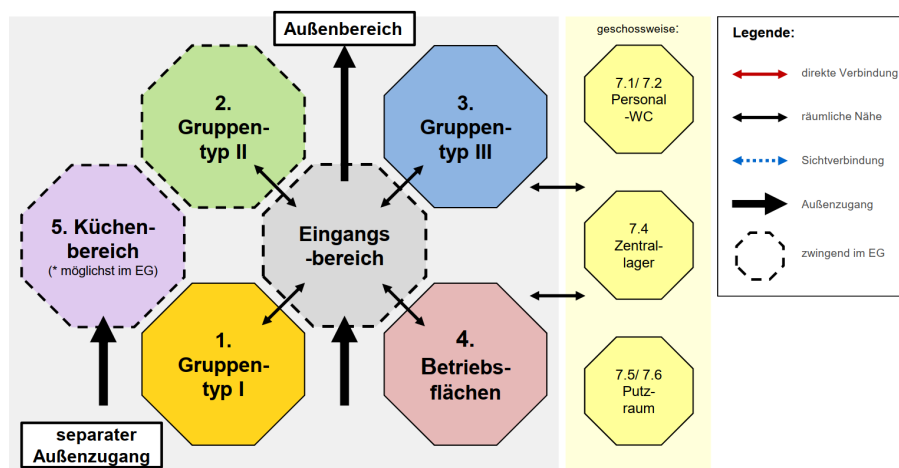 Außenbereich
geschossweise:
Legende:
2.
Gruppen-
typ II
3.
Gruppen-
typ III
7.1/ 7.2
Personal
-WC
direkte Verbindung
räumliche Nähe
Sichtverbindung
Außenzugang
zwingend im EG
5. Küchen-
bereich
(* möglichst im EG)
Eingangs
-bereich
7.4
Zentral-
lager
1.
Gruppen-
typ I
4.
Betriebs-
flächen
7.5/ 7.6
Putz-
raum
separater
Außenzugang